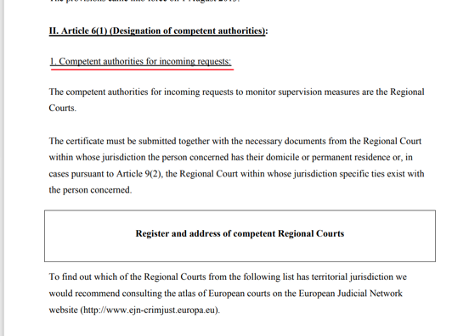 II. Article 6(1) (Designation of competent authorities):
1. Competent authorities for incoming requests:
The competent authorities for incoming requests to monitor supervision measures are the Regional
Courts.
The certificate must be submitted together with the necessary documents from the Regional Court
within whose jurisdiction the person concerned has their domicile or permanent residence or, in
cases pursuant to Article 9(2), the Regional Court within whose jurisdiction specific ties exist with
the person concerned.
Register and address of competent Regional Courts
To find out which of the Regional Courts from the following list has territorial jurisdiction we
would recommend consulting the atlas of European courts on the European Judicial Network
website (http://www.ejn-crimjust.europa.eu).